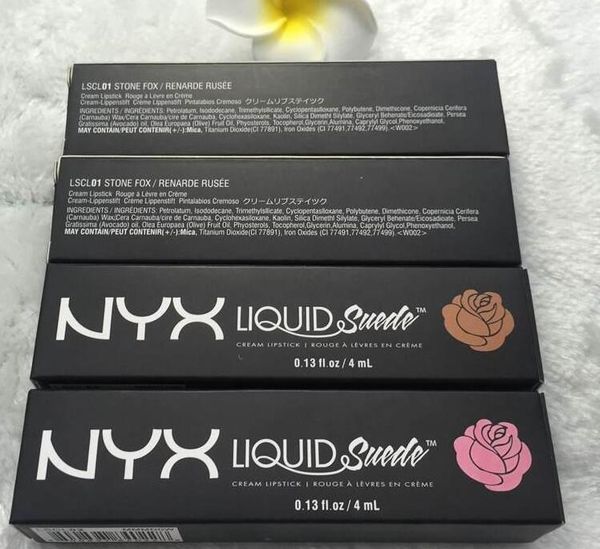 LSCL01 STONE FOX / RENARDE RUSÉE
Cream Lipstick Rouge à Lèvre en Crème
Cream-Lippenstift Crème Lippenstift Pintalabios Cremoso クリームリプスティツク
INGREDIENTS / INGRÉDIENTS: Petrolatum, Isododecane, Trimethylsillicate, Cyclopentasiloxane, Polybutene, Dimethicone, Copernicia Cerifera
(Carnauba) Wax/Cera Carnauba/cire de Carnauba, Cyclohexasiloxane, Kaolin, Silica Dimethl Silylate, Glyceryl Behenate/Eicosadioate, Persea
Gratissima (Avocado) oil, Olea Europaea (Olive) Fruit Oil, Phyosterols, Tocopherol,Glycerin,Alumina, Caprylyl Glycol,Phenoxyethanol.
MAY CONTAIN/PEUT CONTENIR(+/-):Mica, Titanium Dioxide(CI 77891), Iron Oxides (CI 77491,77492,77499).<W002>
LSCL01 STONE FOX / RENARDE RUSÉE
Cream Lipstick Rouge à Lèvre en Crème
Cream-Lippenstift Crème Lippenstift Pintalabios Cremoso クリームリプスティツク
INGREDIENTS / INGRÉDIENTS: Petrolatum, Isododecane, Trimethylsillicate, Cyclopentasiloxane, Polybutene, Dimethicone, Copernicia Cerifera
(Carnauba) Wax/Cera Carnauba/cire de Carnauba, Cyclohexasiloxane, Kaolin, Silica Dimethl Silylate, Glyceryl Behenate/Eicosadioate, Persea
Gratissima (Avocado) oil, Olea Europaea (Olive) Fruit Oil, Phyosterols, Tocopherol,Glycerin,Alumina, Caprylyl Glycol,Phenoxyethanol.
MAY CONTAIN/PEUT CONTENIR(+/-):Mica, Titanium Dioxide(CI 77891), Iron Oxides (CI 77491,77492,77499).<W002>
NYX LIQUID Suede™
CREAM LIPSTICK | ROUGE À LÈVRES EN CRÈME
0.13 fl.oz / 4 mL
NYX LIQUID Suede™
CREAM LIPSTICK | ROUGE À LÈVRES EN CRÈME
0.13 fl.oz / 4 mL